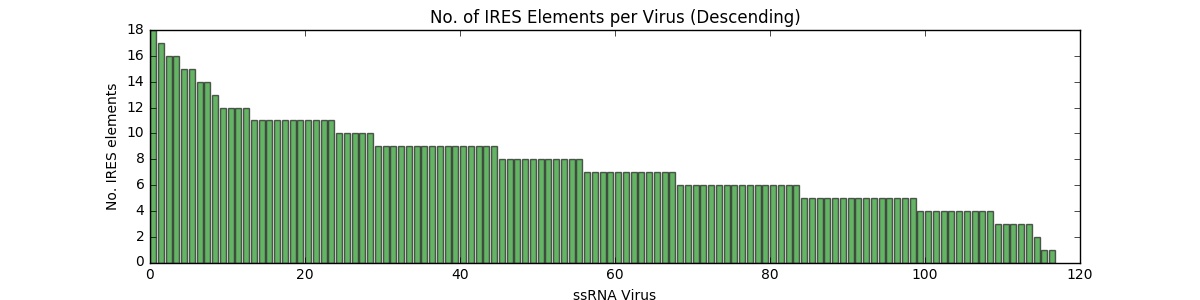 No. of IRES Elements per Virus (Descending)
18
16
14
12
10
8
6
4
2
0
No. IRES elements
0 20 40 60 80 100 120
ssRNA Virus